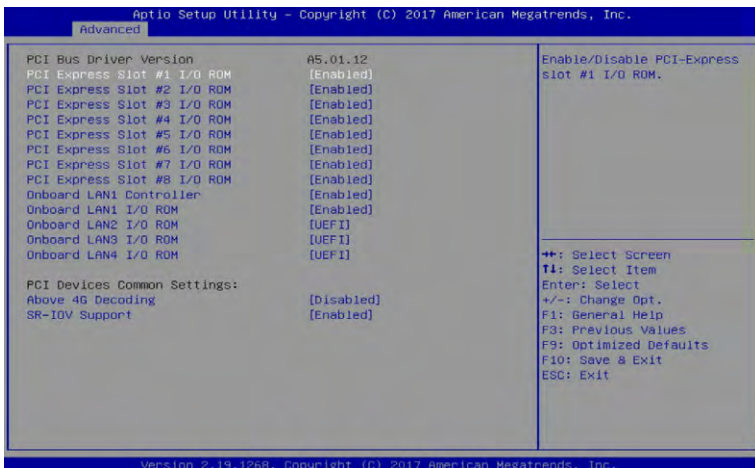 Aptio Setup Utility – Copyright (C) 2017 American Megatrends, Inc.
Advanced
PCI Bus Driver Version A5.01.12
PCI Express Slot #1 I/O ROM [Enabled]
PCI Express Slot #2 I/O ROM [Enabled]
PCI Express Slot #3 I/O ROM [Enabled]
PCI Express Slot #4 I/O ROM [Enabled]
PCI Express Slot #5 I/O ROM [Enabled]
PCI Express Slot #6 I/O ROM [Enabled]
PCI Express Slot #7 I/O ROM [Enabled]
PCI Express Slot #8 I/O ROM [Enabled]
Onboard LAN1 Controller [Enabled]
Onboard LAN1 I/O ROM [Enabled]
Onboard LAN2 I/O ROM [UEFI]
Onboard LAN3 I/O ROM [UEFI]
Onboard LAN4 I/O ROM [UEFI]
PCI Devices Common Settings:
Above 4G Decoding [Disabled]
SR-IOV Support [Enabled]
Enable/Disable PCI-Express
slot #1 I/O ROM.
→←: Select Screen
↑↓: Select Item
Enter: Select
+/-: Change Opt.
F1: General Help
F3: Previous Values
F9: Optimized Defaults
F10: Save & Exit
ESC: Exit
Version 2.19.1268. Copyright (C) 2017 American Megatrends, Inc.